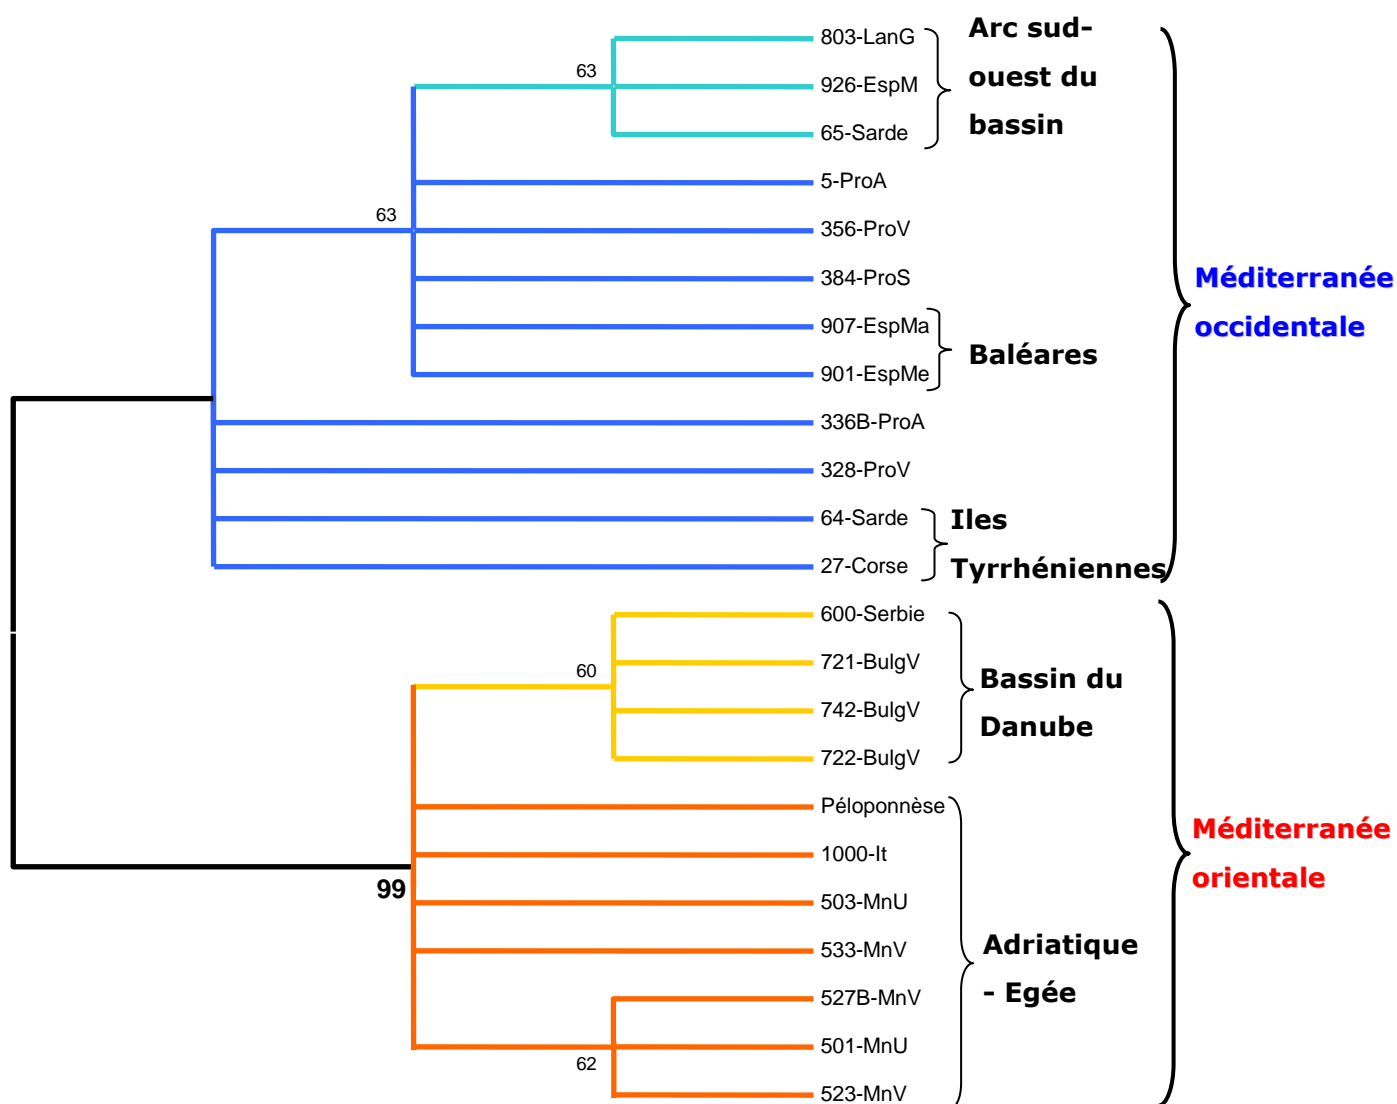 803-LanG
926-EspM
65-Sarde
Arc sud-
ouest du
bassin
63
5-ProA
356-ProV
63
384-ProS
907-EspMa
901-EspMe
Baléares
336B-ProA
328-ProV
64-Sarde
27-Corse
Iles
Tyrrhéniennes
Méditerranée
occidentale
600-Serbie
721-BulgV
60
742-BulgV
722-BulgV
Bassin du
Danube
Péloponnèse
1000-It
99
503-MnU
533-MnV
527B-MnV
501-MnU
62
523-MnV
Adriatique
- Egée
Méditerranée
orientale